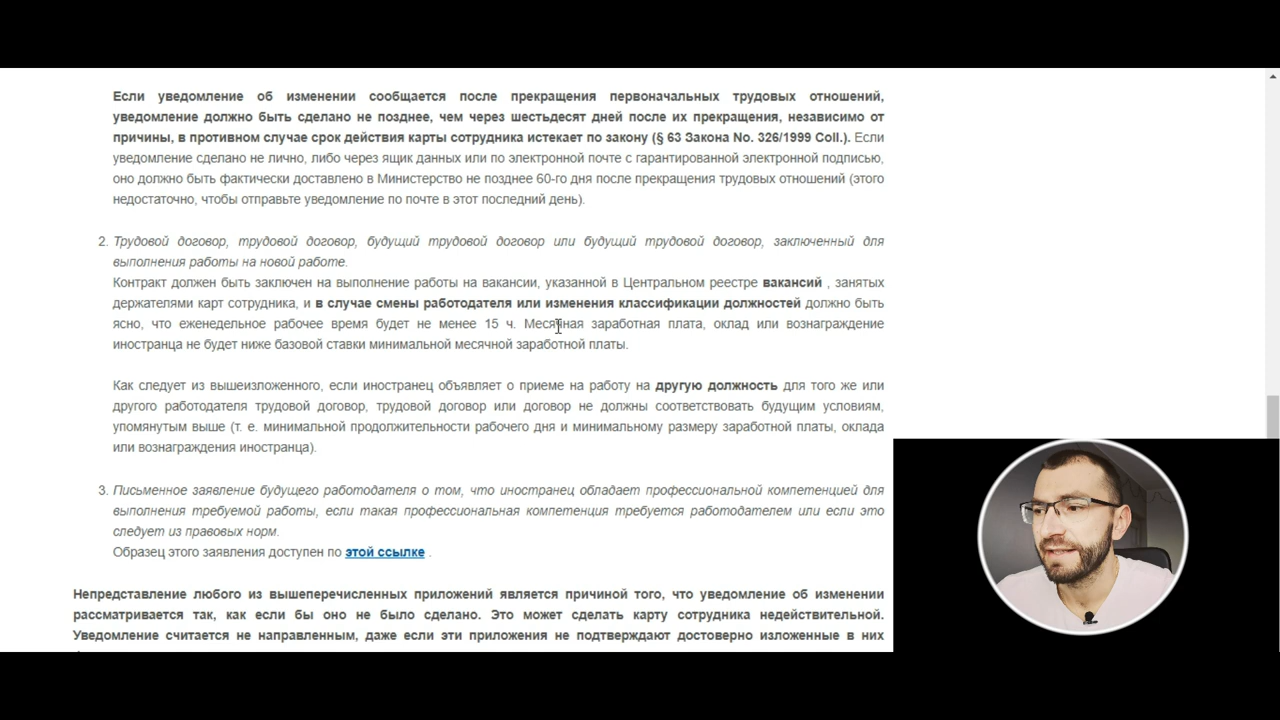 Если уведомление об изменении сообщается после прекращения первоначальных трудовых отношений,
уведомление должно быть сделано не позднее, чем через шестьдесят дней после их прекращения, независимо от
причины, в противном случае срок действия карты сотрудника истекает по закону (§ 63 Закона No. 326/1999 Coll.). Если
уведомление сделано не лично, либо через ящик данных или по электронной почте с гарантированной электронной подписью,
оно должно быть фактически доставлено в Министерство не позднее 60-го дня после прекращения трудовых отношений (этого
недостаточно, чтобы отправьте уведомление по почте в этот последний день).
2. Трудовой договор, трудовой договор, будущий трудовой договор или будущий трудовой договор, заключенный для
выполнения работы на новой работе.
Контракт должен быть заключен на выполнение работы на вакансии, указанной в Центральном реестре вакансий , занятых
держателями карт сотрудника, и в случае смены работодателя или изменения классификации должностей должно быть
ясно, что еженедельное рабочее время будет не менее 15 ч. Месячная заработная плата, оклад или вознаграждение
иностранца не будет ниже базовой ставки минимальной месячной заработной платы.
Как следует из вышеизложенного, если иностранец объявляет о приеме на работу на другую должность для того же или
другого работодателя трудовой договор, трудовой договор или договор не должны соответствовать будущим условиям,
упомянутым выше (т. е. минимальной продолжительности рабочего дня и минимальному размеру заработной платы, оклада
или вознаграждения иностранца).
3. Письменное заявление будущего работодателя о том, что иностранец обладает профессиональной компетенцией для
выполнения требуемой работы, если такая профессиональная компетенция требуется работодателем или если это
следует из правовых норм.
Образец этого заявления доступен по этой ссылке .
Непредставление любого из вышеперечисленных приложений является причиной того, что уведомление об изменении
рассматривается так, как если бы оно не было сделано. Это может сделать карту сотрудника недействительной.
Уведомление считается не направленным, даже если эти приложения не подтверждают достоверно изложенные в них